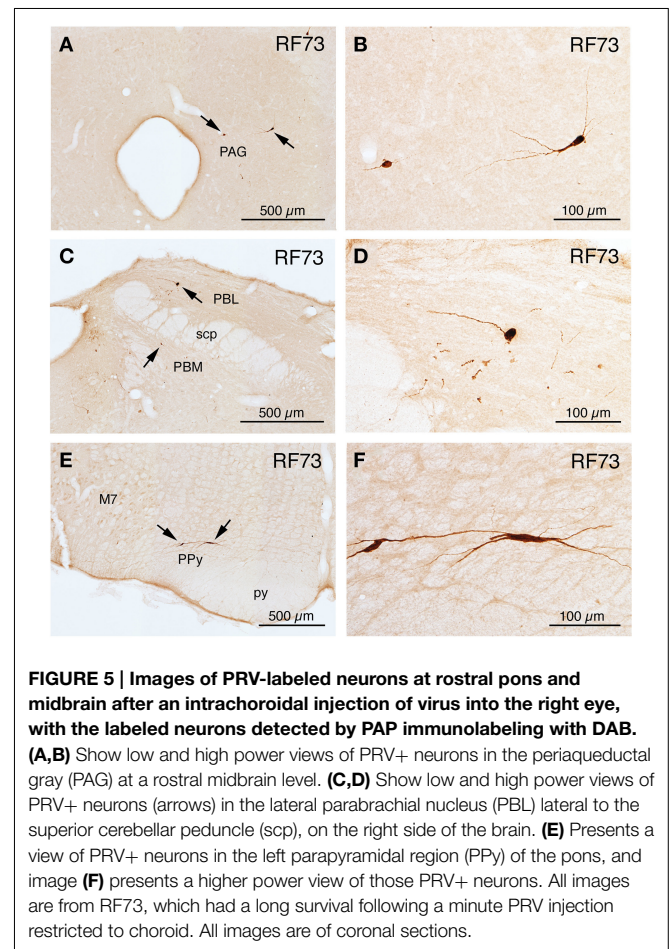 A RF73
PAG
500 µm
B RF73
100 µm
C RF73
PBL
scp
PBM
500 µm
D RF73
100 µm
E RF73
M7
PPy
py
500 µm
F RF73
100 µm
FIGURE 5 | Images of PRV-labeled neurons at rostral pons and
midbrain after an intrachoroidal injection of virus into the right eye,
with the labeled neurons detected by PAP immunolabeling with DAB.
(A,B) Show low and high power views of PRV+ neurons in the periaqueductal
gray (PAG) at a rostral midbrain level. (C,D) Show low and high power views of
PRV+ neurons (arrows) in the lateral parabrachial nucleus (PBL) lateral to the
superior cerebellar peduncle (scp), on the right side of the brain. (E) Presents a
view of PRV+ neurons in the left parapyramidal region (PPy) of the pons, and
image (F) presents a higher power view of those PRV+ neurons. All images
are from RF73, which had a long survival following a minute PRV injection
restricted to choroid. All images are of coronal sections.